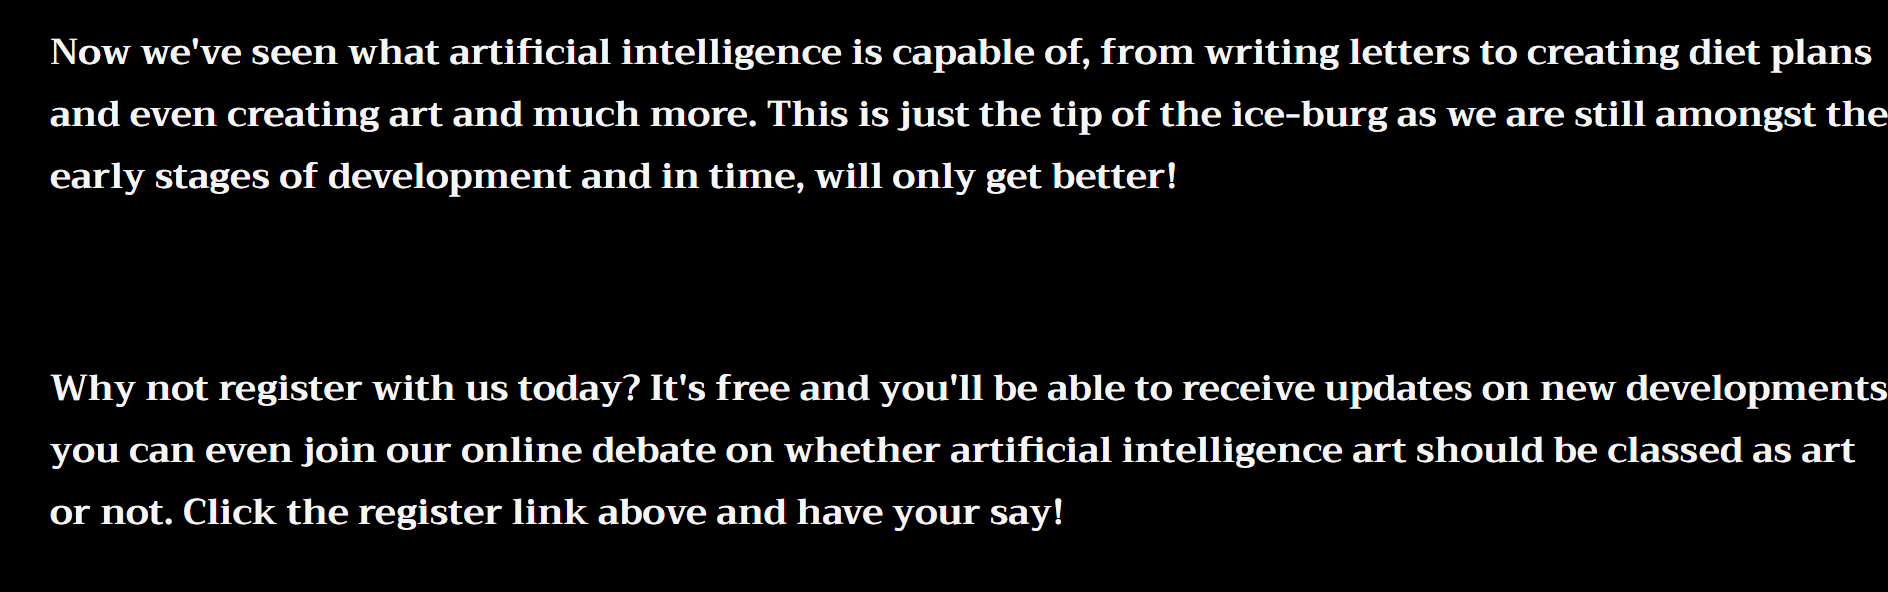 Now we've seen what artificial intelligence is capable of, from writing letters to creating diet plans
and even creating art and much more. This is just the tip of the ice-burg as we are still amongst the
early stages of development and in time, will only get better!
Why not register with us today? It's free and you'll be able to receive updates on new developments
you can even join our online debate on whether artificial intelligence art should be classed as art
or not. Click the register link above and have your say!